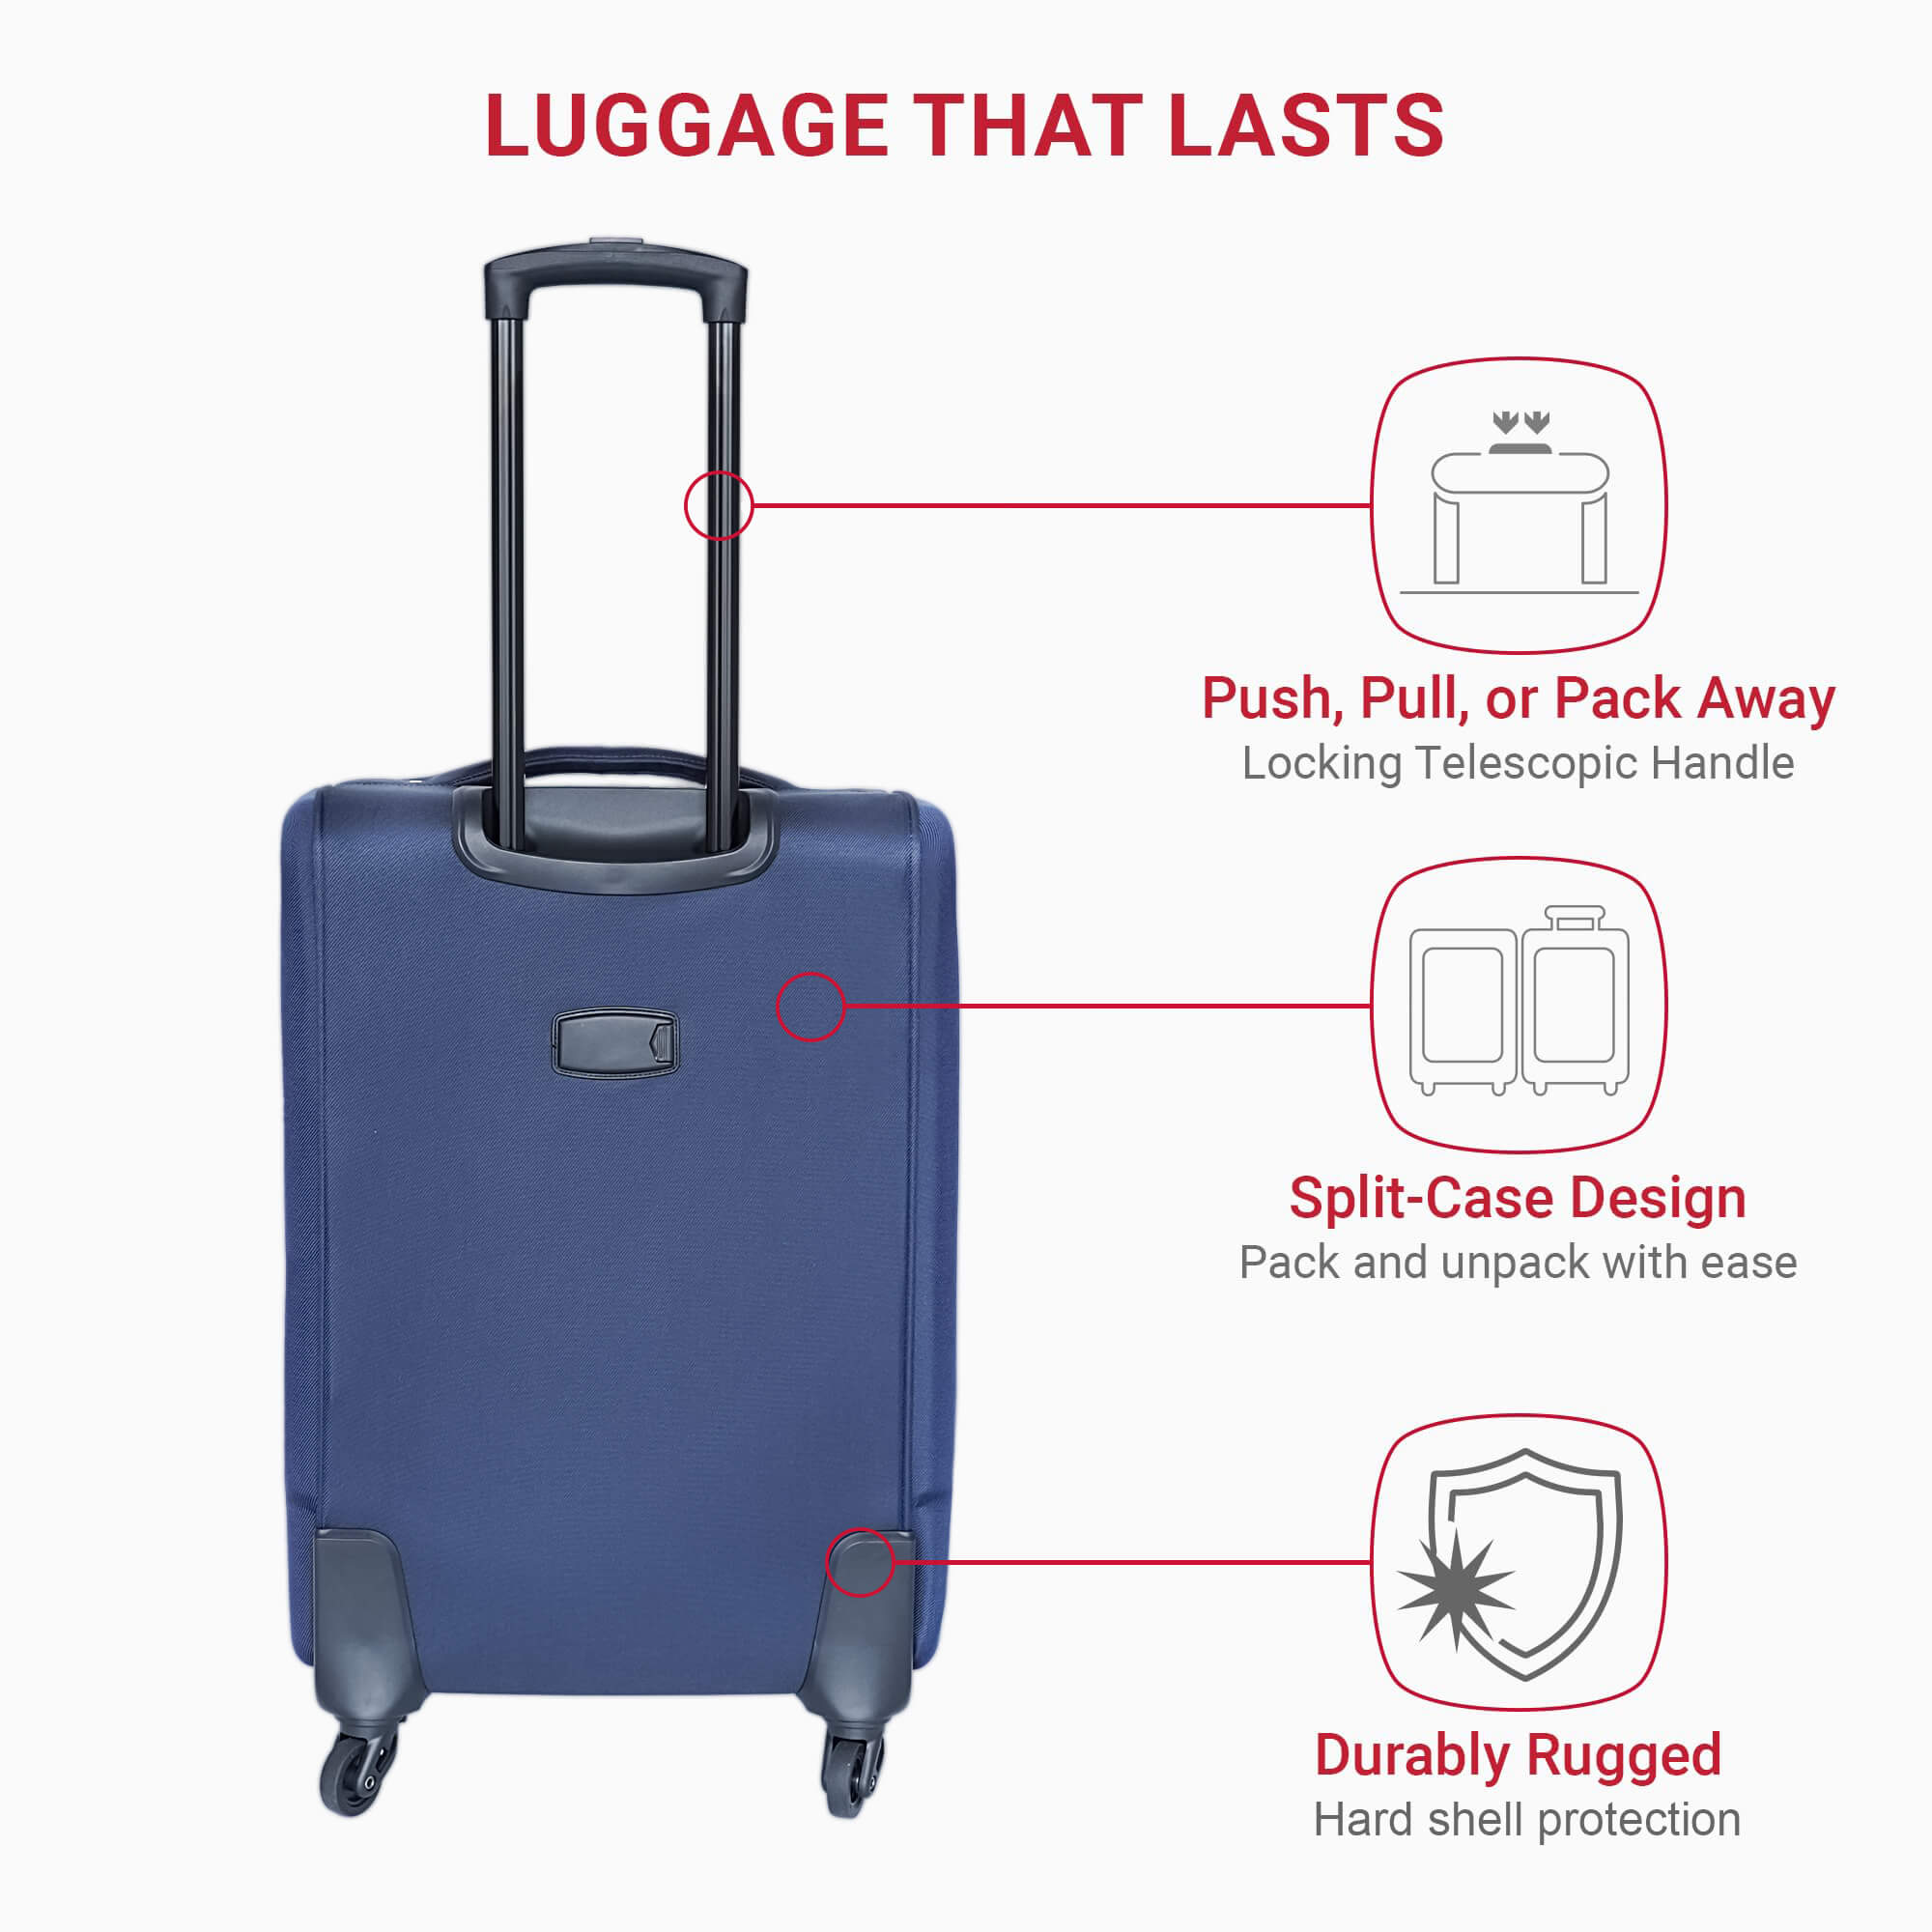 LUGGAGE THAT LASTS
Push, Pull, or Pack Away
Locking Telescopic Handle
Split-Case Design
Pack and unpack with ease
Durably Rugged
Hard shell protection